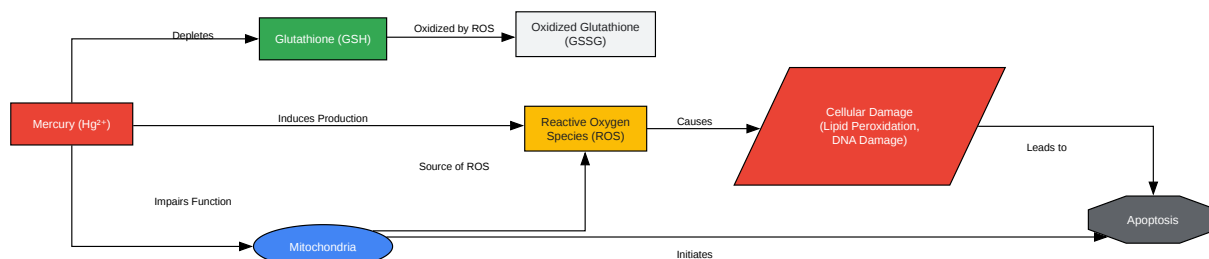 Depletes
Glutathione (GSH)
Oxidized by ROS
Oxidized Glutathione
(GSSG)
Mercury (Hg²⁺)
Induces Production
Reactive Oxygen
Species (ROS)
Causes
Cellular Damage
(Lipid Peroxidation,
DNA Damage)
Leads to
Source of ROS
Impairs Function
Mitochondria
Initiates
Apoptosis